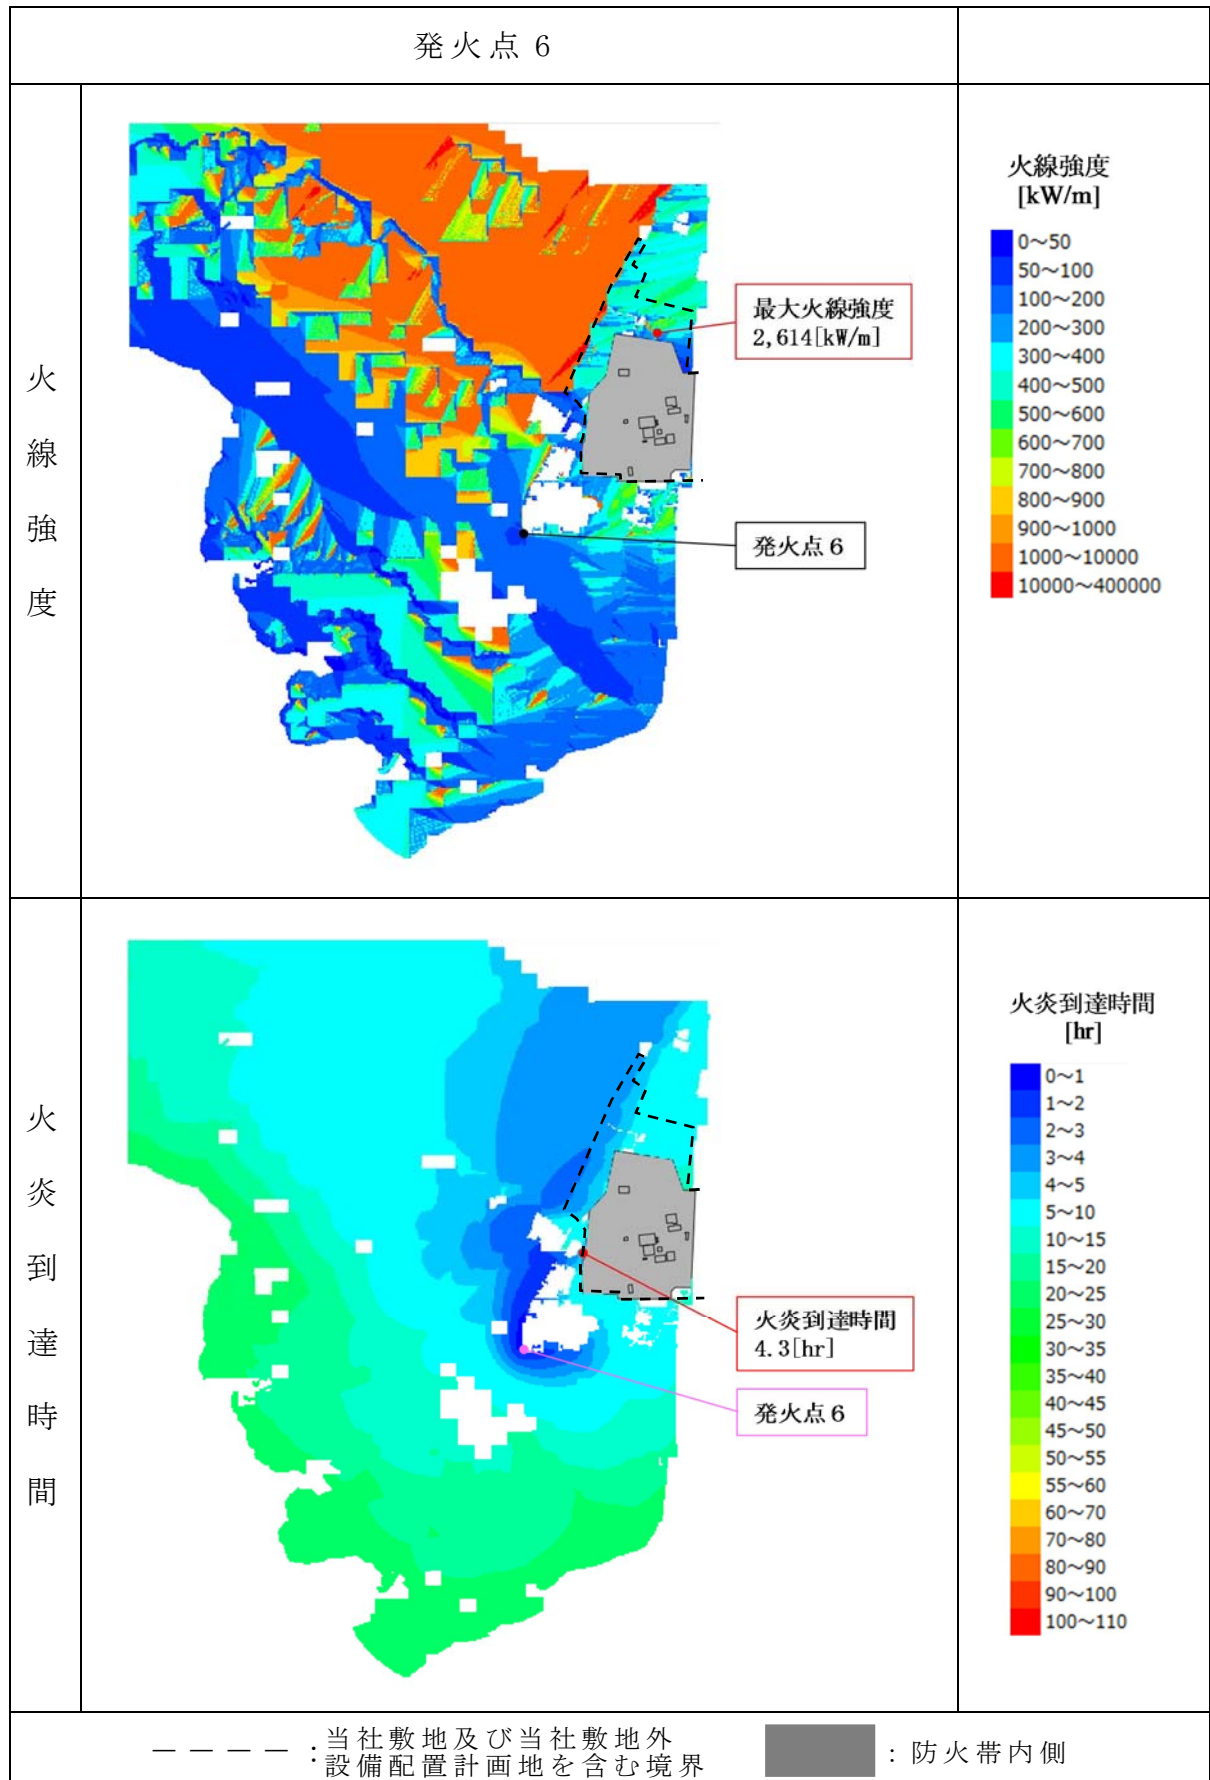 発火点 6
火線強度
火線強度
[kW/m]
0～50
50～100
100～200
200～300
300～400
400～500
500～600
600～700
700～800
800～900
900～1000
1000～10000
10000～400000
最大火線強度
2,614[kW/m]
発火点6
火炎到達時間
火炎到達時間
[hr]
0～1
1～2
2～3
3～4
4～5
5～10
10～15
15～20
20～25
25～30
30～35
35～40
40～45
45～50
50～55
55～60
60～70
70～80
80～90
90～100
100～110
火炎到達時間
4.3[hr]
発火点6
：当社敷地及び当社敷地外
設備配置計画地を含む境界
：防火帯内側